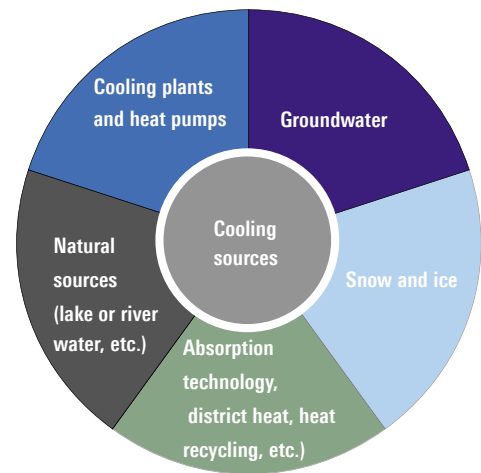 Cooling plants
and heat pumps
Groundwater
Cooling
sources
Natural
sources
(lake or river
water, etc.)
Snow and ice
Absorption
technology,
district heat, heat
recycling, etc.)